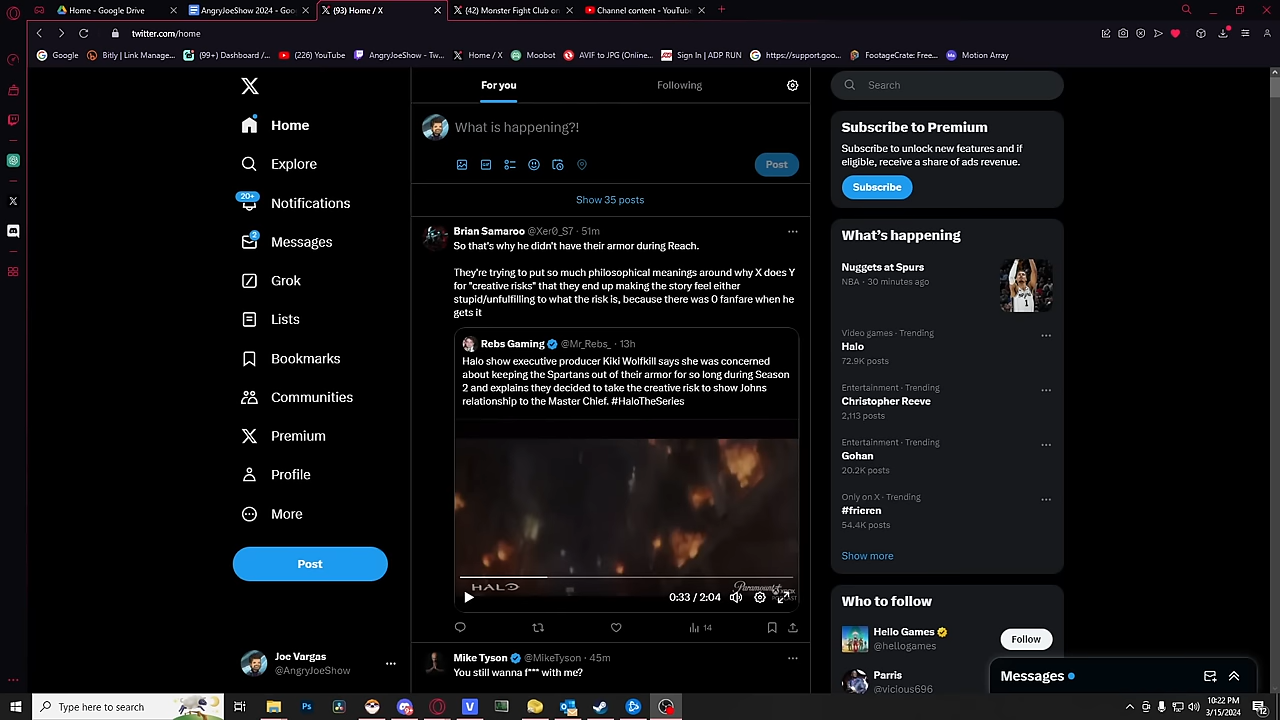 Home / Google Drive
AngryJoeShow 2024 - Goo
(93) Home / X
(42) Monster Fight Club on
Channel content - YouTube
twitter.com/home
Google
Bitly | Link Manage...
(99+) Dashboard /...
(226) YouTube
AngryJoeShow - Tw...
Home / X
Moobot
AVIF to JPG (Online...
Sign In | ADP RUN
https://support.goo...
FootageCrate: Free...
Motion Array
Home
Explore
20+
Notifications
2
Messages
Grok
Lists
Bookmarks
Communities
Premium
Profile
More
Post
Joe Vargas
@AngryJoeShow
For you
Following
What is happening?!
Post
Show 35 posts
Brian Samaroo @Xer0_S7 · 51m
So that's why he didn't have their armor during Reach.
They're trying to put so much philosophical meanings around why X does Y
for "creative risks" that they end up making the story feel either
stupid/unfulfilling to what the risk is, because there was 0 fanfare when he
gets it
Rebs Gaming @Mr_Rebs_ · 13h
Halo show executive producer Kiki Wolfkill says she was concerned
about keeping the Spartans out of their armor for so long during Season
2 and explains they decided to take the creative risk to show Johns
relationship to the Master Chief. #HaloTheSeries
HALO
Paramount+
0:33 / 2:04
14
Mike Tyson @MikeTyson · 45m
You still wanna f*** with me?
Search
Subscribe to Premium
Subscribe to unlock new features and if
eligible, receive a share of ads revenue.
Subscribe
What's happening
Nuggets at Spurs
NBA · 30 minutes ago
Video games · Trending
Halo
72.9K posts
Entertainment · Trending
Christopher Reeve
2,113 posts
Entertainment · Trending
Gohan
20.2K posts
Only on X · Trending
#frieren
54.4K posts
Show more
Who to follow
Hello Games
@hellogames
Follow
Parris
@vicious696
Messages
Type here to search
10:22 PM
3/15/2024